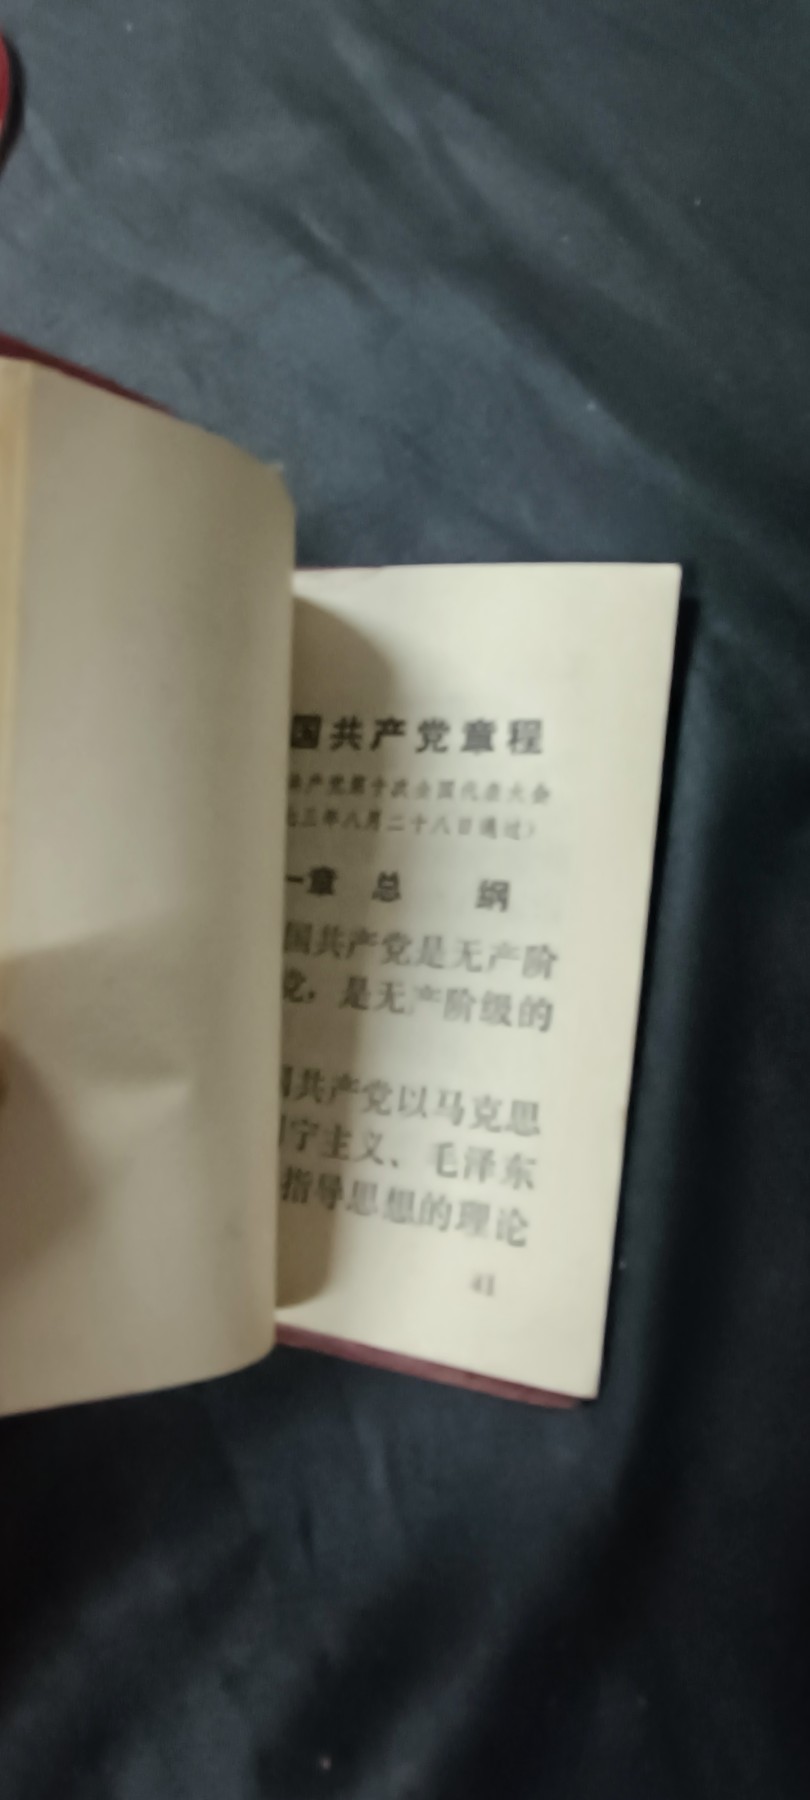 国共产党章程
共产党第十次全国代表大会
七三年八月二十八日通过）
一章 总 纲
国共产党是无产阶
党，是无产阶级的
国共产党以马克思
宁主义、毛泽东
指导思想的理论
41